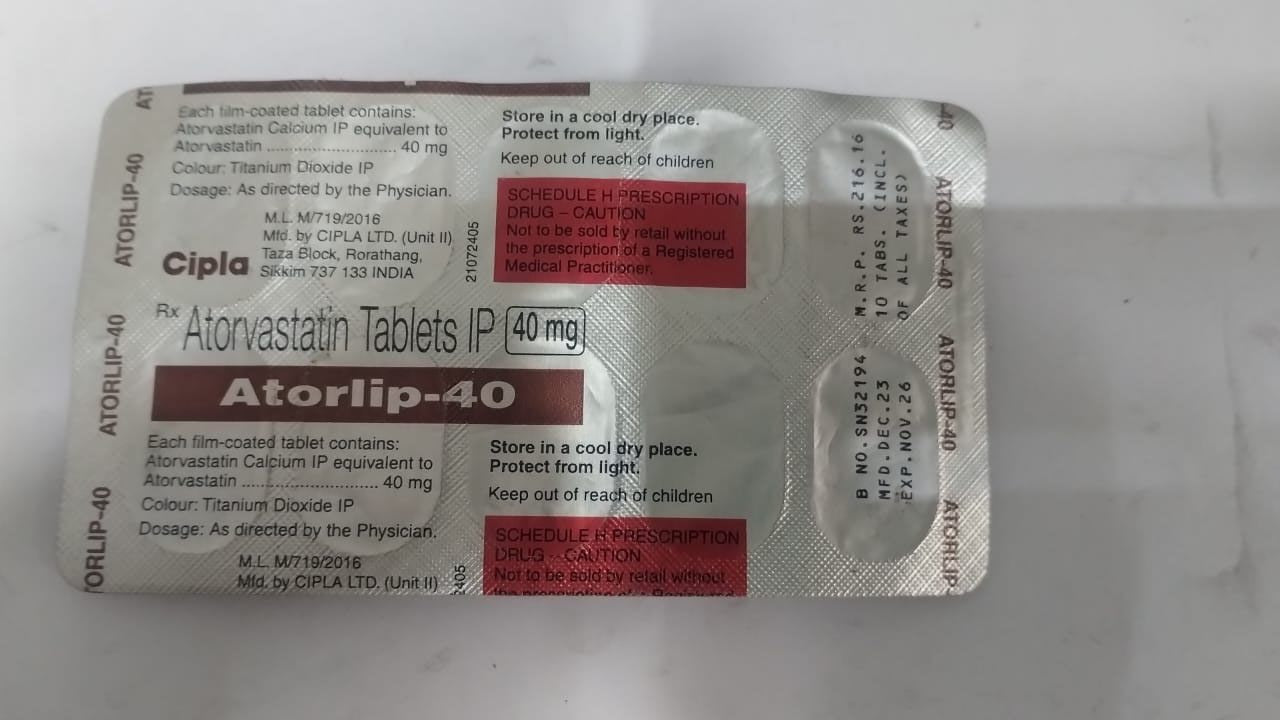 Each film-coated tablet contains:
Atorvastatin Calcium IP equivalent to
Atorvastatin .............................. 40 mg
Colour: Titanium Dioxide IP
Dosage: As directed by the Physician.
M.L. M/719/2016
Mfd. by CIPLA LTD. (Unit II)
Taza Block, Rorathang,
Sikkim 737 133 INDIA
Cipla
21072405
Store in a cool dry place.
Protect from light.
Keep out of reach of children
SCHEDULE H PRESCRIPTION
DRUG – CAUTION
Not to be sold by retail without
the prescription of a Registered
Medical Practitioner.
Rx Atorvastatin Tablets IP 40 mg
Atorlip-40
Each film-coated tablet contains:
Atorvastatin Calcium IP equivalent to
Atorvastatin .............................. 40 mg
Colour: Titanium Dioxide IP
Dosage: As directed by the Physician.
M.L. M/719/2016
Mfd. by CIPLA LTD. (Unit II)
2405
Store in a cool dry place.
Protect from light.
Keep out of reach of children
SCHEDULE H PRESCRIPTION
DRUG – CAUTION
Not to be sold by retail without
AT
ATORLIP-40
ATORLIP-40
TORLIP-40
M.R.P. RS.216.16
10 TABS. (INCL.
OF ALL TAXES)
B NO.SN32194
MFD.DEC.23
EXP.NOV.26
-40
ATORLIP-40
ATORLIP-40
ATORLIP